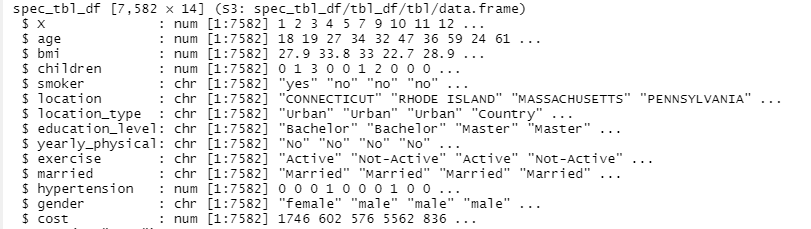 spec_tbl_df [7,582 × 14] (S3: spec_tbl_df/tbl_df/tbl/data.frame)
$ X : num [1:7582] 1 2 3 4 5 7 9 10 11 12 ...
$ age : num [1:7582] 18 19 27 34 32 47 36 59 24 61 ...
$ bmi : num [1:7582] 27.9 33.8 33 22.7 28.9 ...
$ children : num [1:7582] 0 1 3 0 0 1 2 0 0 0 ...
$ smoker : chr [1:7582] "yes" "no" "no" "no" ...
$ location : chr [1:7582] "CONNECTICUT" "RHODE ISLAND" "MASSACHUSETTS" "PENNSYLVANIA" ...
$ location_type : chr [1:7582] "Urban" "Urban" "Urban" "Country" ...
$ education_level: chr [1:7582] "Bachelor" "Bachelor" "Master" "Master" ...
$ yearly_physical: chr [1:7582] "No" "No" "No" "No" ...
$ exercise : chr [1:7582] "Active" "Not-Active" "Active" "Not-Active" ...
$ married : chr [1:7582] "Married" "Married" "Married" "Married" ...
$ hypertension : num [1:7582] 0 0 0 1 0 0 0 1 0 0 ...
$ gender : chr [1:7582] "female" "male" "male" "male" ...
$ cost : num [1:7582] 1746 602 576 5562 836 ...